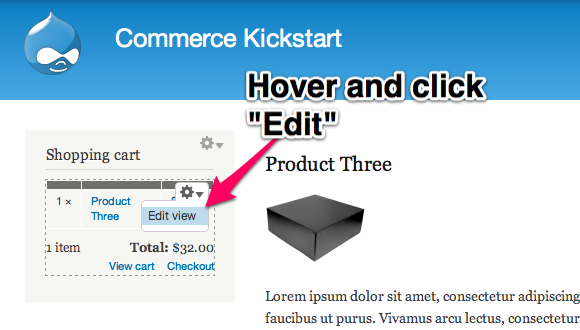 Commerce Kickstart
Hover and click
"Edit"
Shopping cart
1 × Product
Three
Edit view
1 item Total: $32.00
View cart Checkout
Product Three
Lorem ipsum dolor sit amet, consectetur adipiscing
faucibus ut purus. Vivamus arcu lectus, consectetur